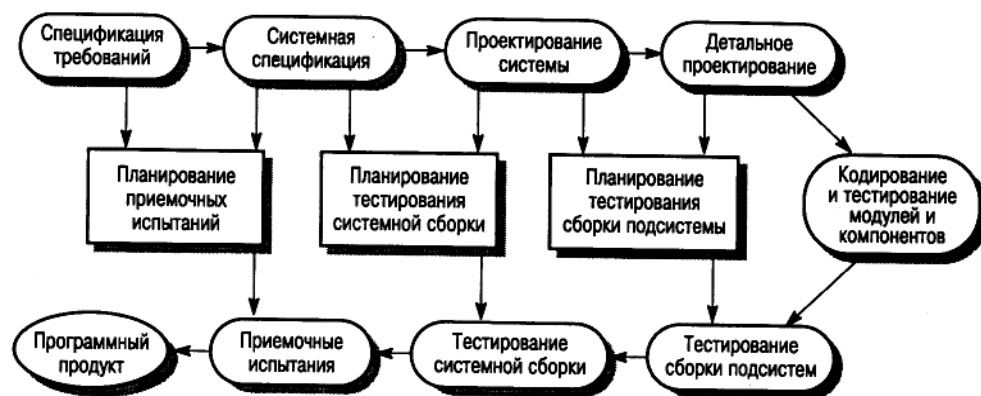 Спецификация
требований
Системная
спецификация
Проектирование
системы
Детальное
проектирование
Планирование
приемочных
испытаний
Планирование
тестирования
системной сборки
Планирование
тестирования
сборки подсистемы
Кодирование
и тестирование
модулей и
компонентов
Программный
продукт
Приемочные
испытания
Тестирование
системной сборки
Тестирование
сборки подсистем